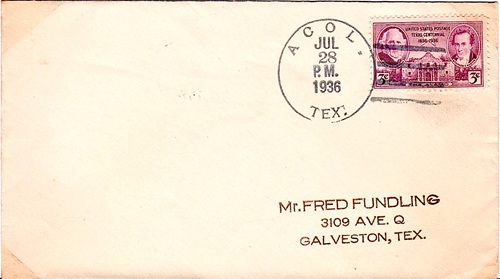 ACOL.
JUL
28
P.M.
1936
TEX.
UNITED STATES POSTAGE
TEXAS CENTENNIAL
1836-1936
3¢ 3¢
Mr. FRED FUNDLING
3109 AVE. Q
GALVESTON, TEX.